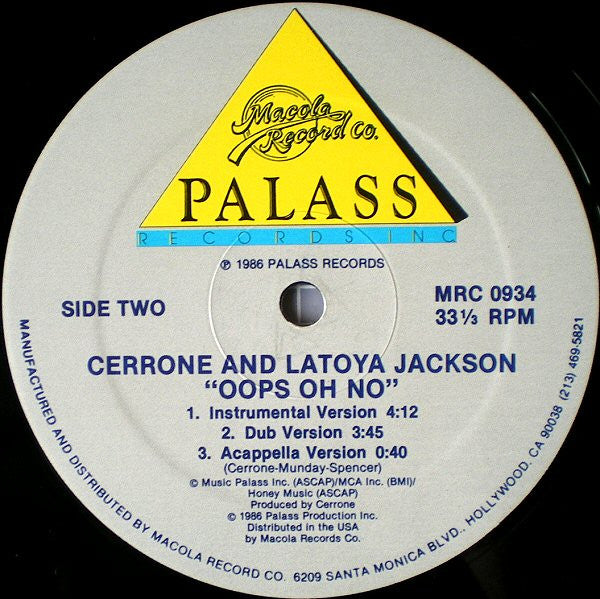 Macola
Record Co.
PALASS
RECORDS INC
℗ 1986 PALASS RECORDS
SIDE TWO
MRC 0934
33 1/3 RPM
CERRONE AND LATOYA JACKSON
“OOPS OH NO”
1. Instrumental Version 4:12
2. Dub Version 3:45
3. Acappella Version 0:40
(Cerrone-Munday-Spencer)
© Music Palass Inc. (ASCAP)/MCA Inc. (BMI)/
Honey Music (ASCAP)
Produced by Cerrone
© 1986 Palass Production Inc.
Distributed in the USA
by Macola Records Co.
MANUFACTURED AND DISTRIBUTED BY MACOLA RECORD CO. 6209 SANTA MONICA BLVD., HOLLYWOOD, CA 90038 (213) 469-5821